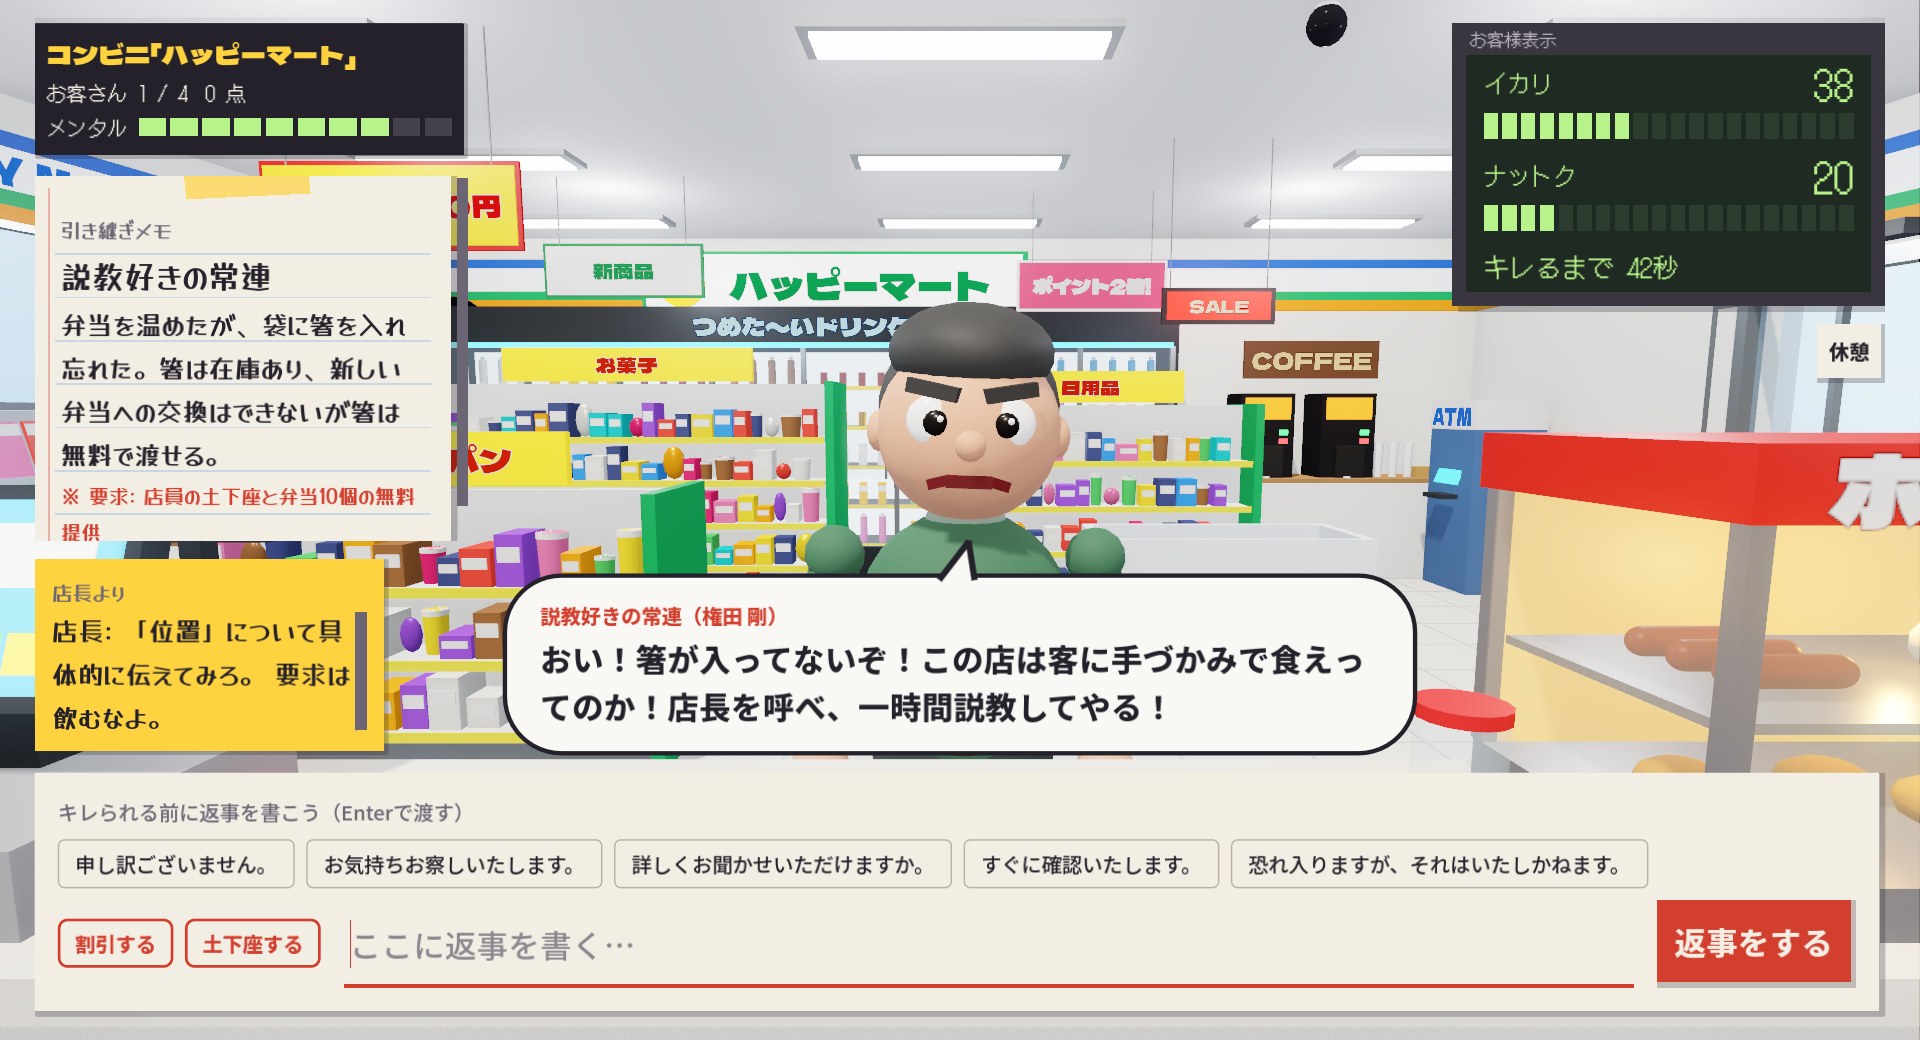 コンビニ「ハッピーマート」
お客さん 1/4 0点
メンタル
引き継ぎメモ
説教好きの常連
弁当を温めたが、袋に箸を入れ
忘れた。箸は在庫あり、新しい
弁当への交換はできないが箸は
無料で渡せる。
※ 要求: 店員の土下座と弁当10個の無料
提供
店長より
店長: 「位置」について具
体的に伝えてみろ。 要求は
飲むなよ。
円
新商品
ハッピーマート
ポイント2倍!
SALE
つめた〜いドリンク
お菓子
日用品
COFFEE
パン
ATM
ホ
お客様表示
イカリ 38
ナットク 20
キレるまで 42秒
休憩
説教好きの常連（権田 剛）
おい！箸が入ってないぞ！この店は客に手づかみで食えっ
てのか！店長を呼べ、一時間説教してやる！
キレられる前に返事を書こう（Enterで渡す）
申し訳ございません。
お気持ちお察しいたします。
詳しくお聞かせいただけますか。
すぐに確認いたします。
恐れ入りますが、それはいたしかねます。
割引する
土下座する
ここに返事を書く…
返事をする